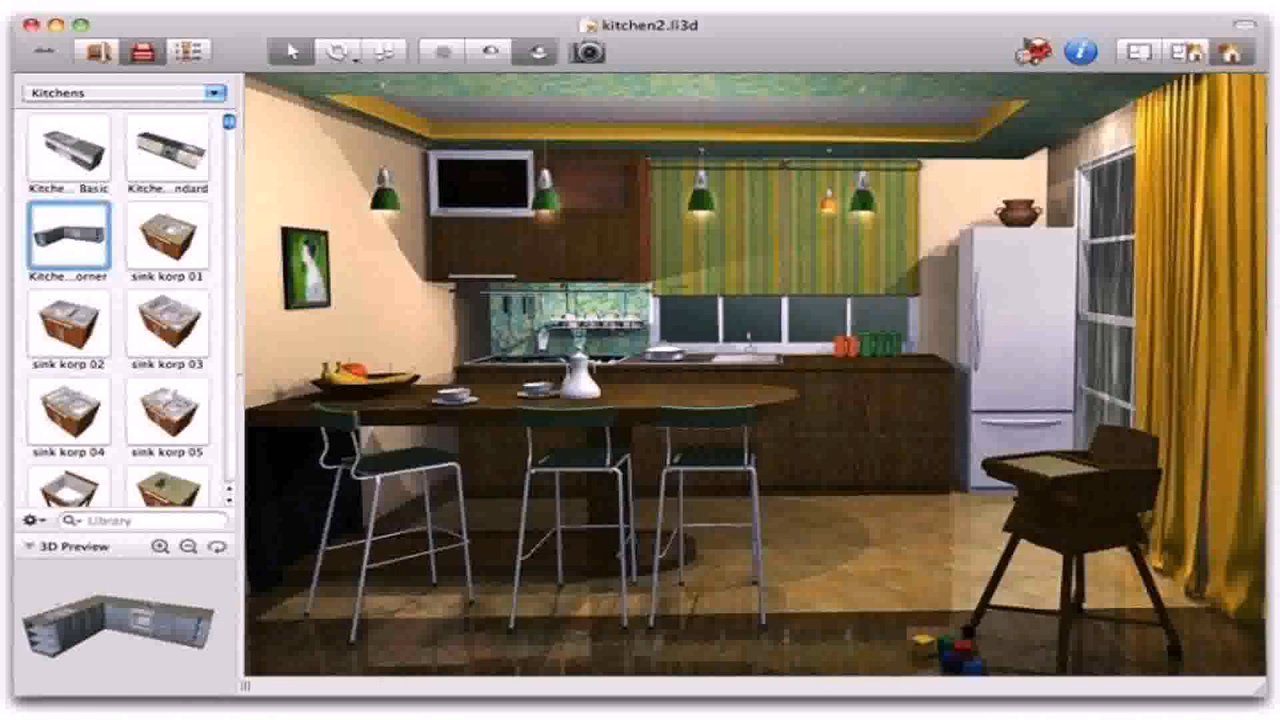 kitchen2.li3d
Kitchens
Kitche... Basic
Kitche...ndard
Kitche...orner
sink korp 01
sink korp 02
sink korp 03
sink korp 04
sink korp 05
Library
3D Preview